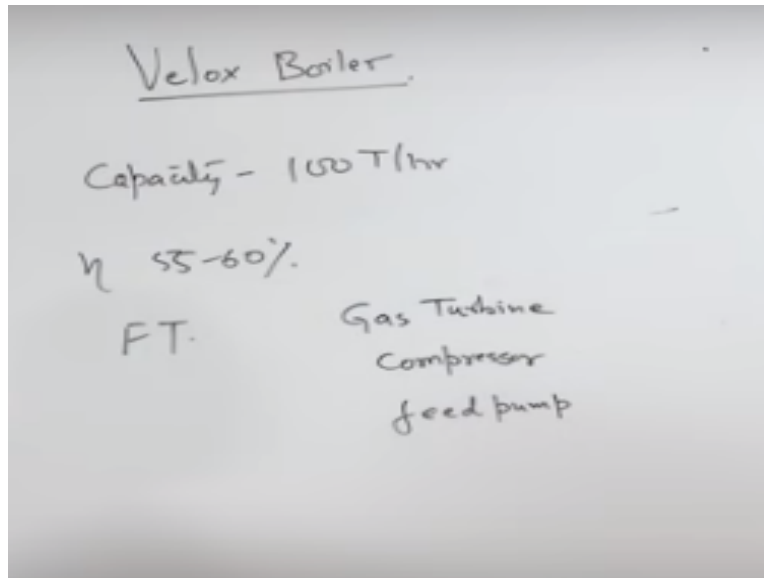 Velox Boiler.
Capacity - 100 T/hr
η 55-60%.
FT.
Gas Turbine
Compressor
feed pump